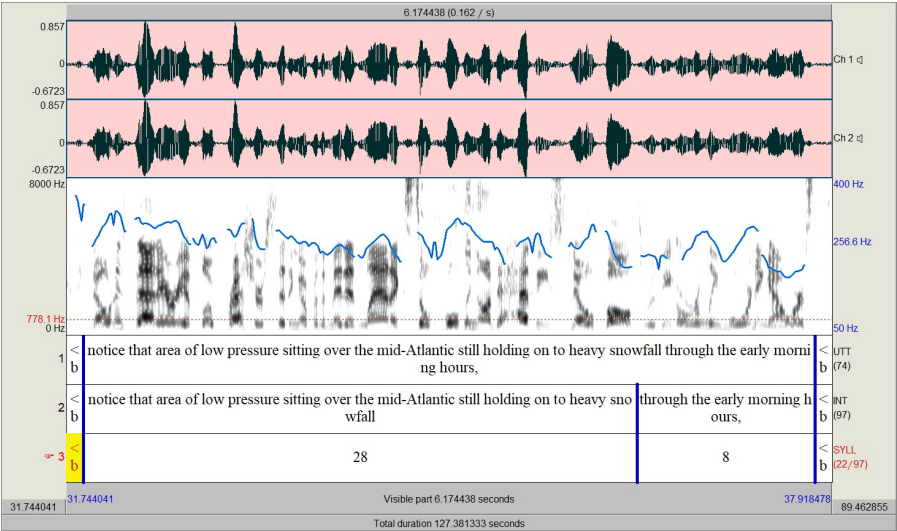 6.174438 (0.162 / s)
0.857
0
-0.6723
Ch 1
0.857
0
-0.6723
Ch 2
8000 Hz
778.1 Hz
0 Hz
400 Hz
256.6 Hz
50 Hz
1
< b
notice that area of low pressure sitting over the mid-Atlantic still holding on to heavy snowfall through the early morni
ng hours,
< b
UTT
(74)
2
< b
notice that area of low pressure sitting over the mid-Atlantic still holding on to heavy sno
wfall
through the early morning h
ours,
< b
INT
(97)
3
< b
28
8
< b
SYLL
(22/97)
31.744041
31.744041
Visible part 6.174438 seconds
37.918478
89.462855
Total duration 127.381333 seconds